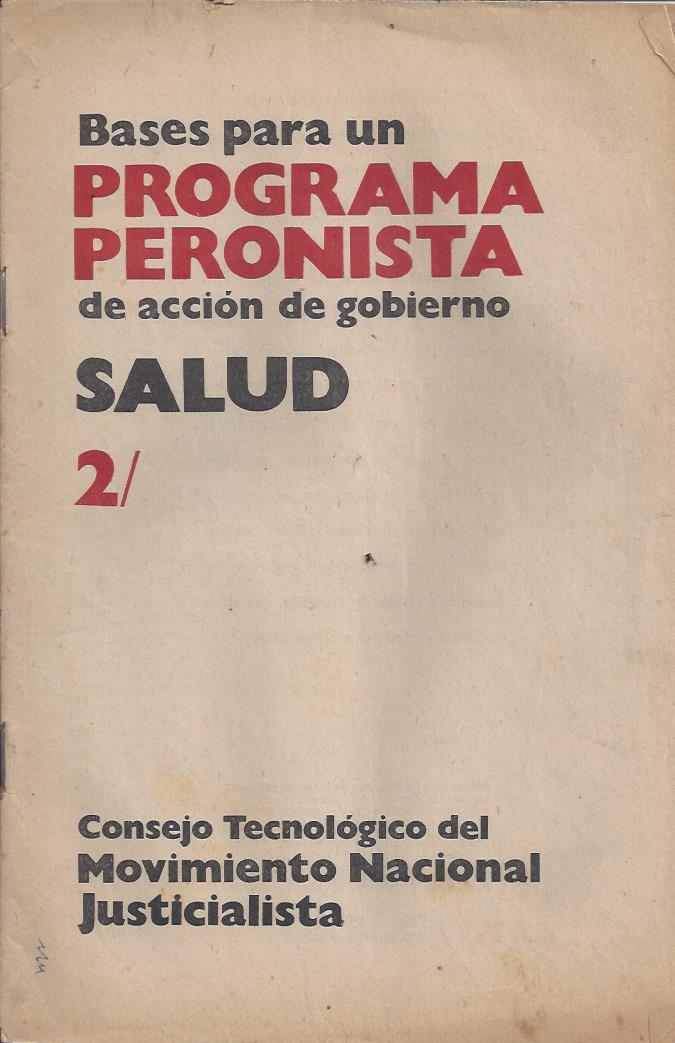 Bases para un
PROGRAMA
PERONISTA
de acción de gobierno
SALUD
2/
Consejo Tecnológico del
Movimiento Nacional
Justicialista